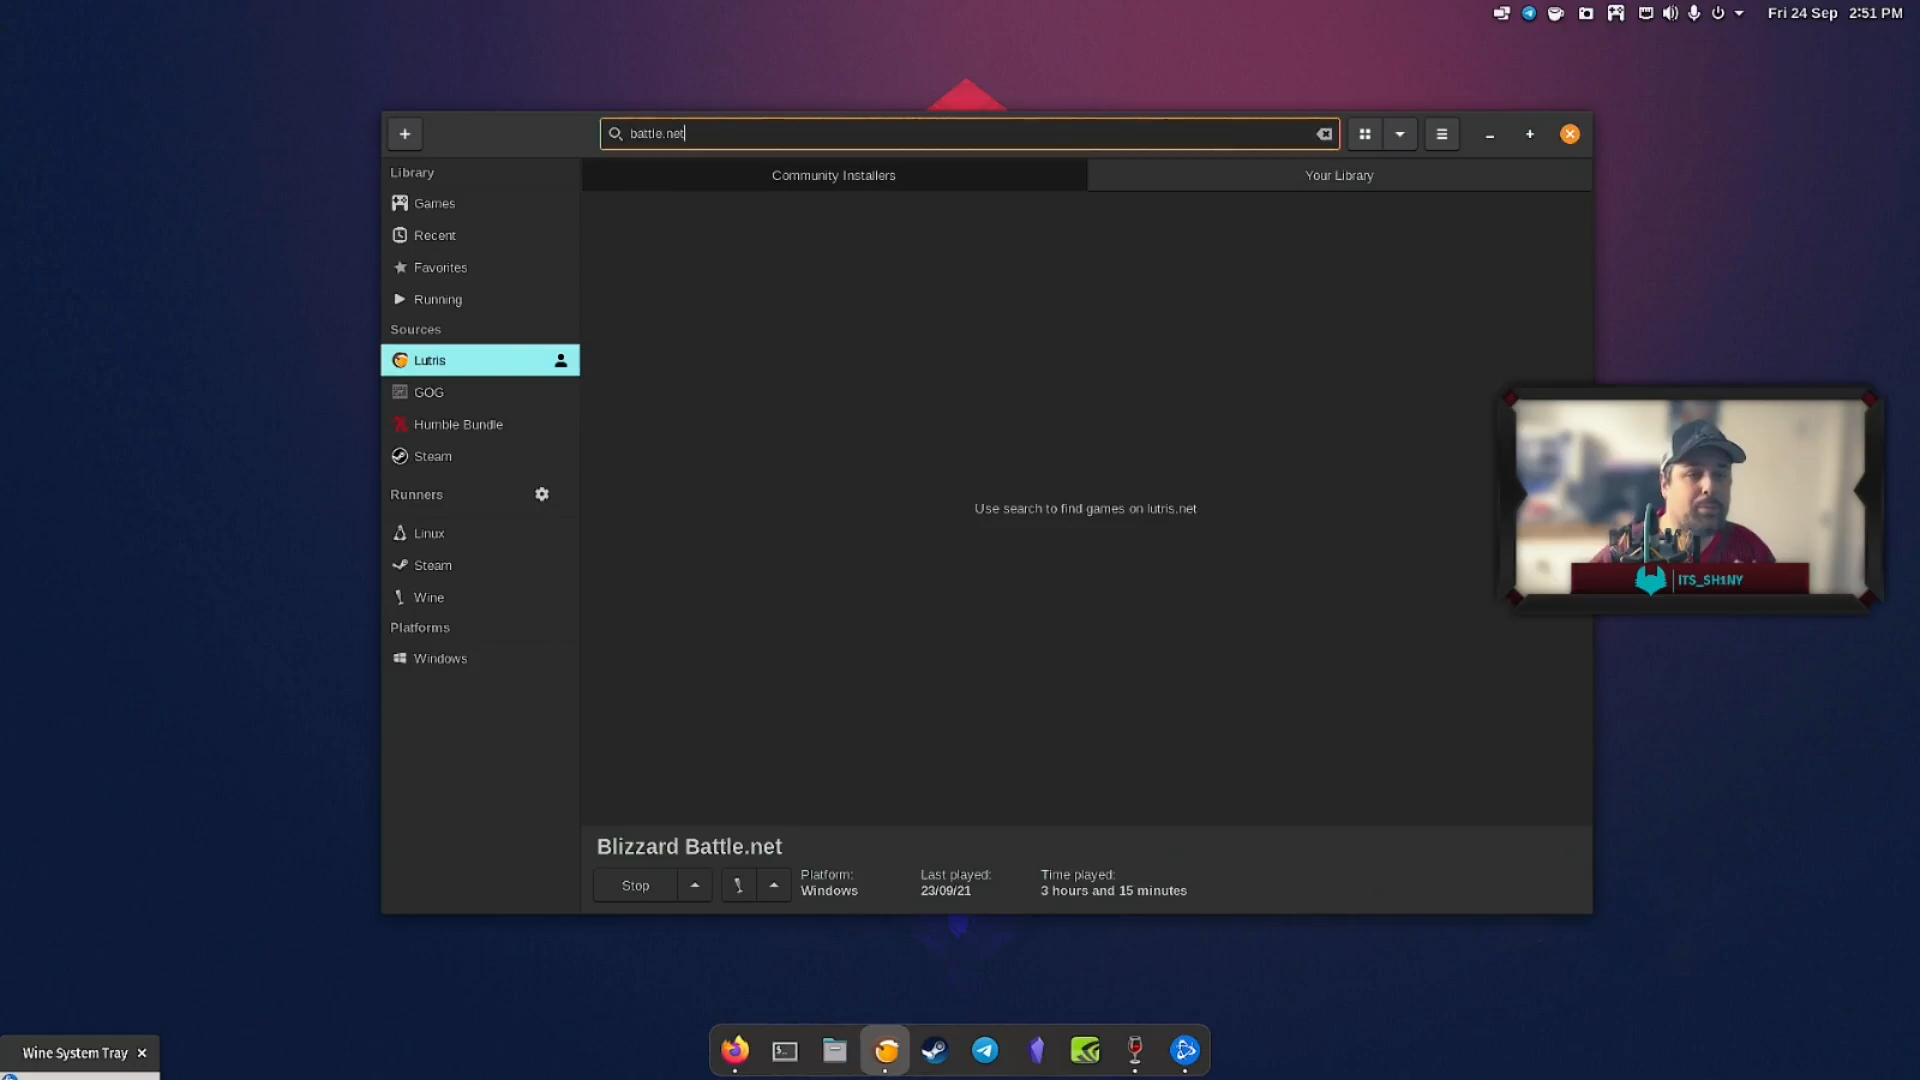 Fri 24 Sep 2:51 PM
battle.net
Library
Community Installers
Your Library
Games
Recent
Favorites
Running
Sources
Lutris
Use search to find games on lutris.net
GOG
Humble Bundle
Steam
Runners
Linux
Steam
Wine
Platforms
Windows
ITS_SH1NY
Blizzard Battle.net
Stop
Platform:
Windows
Last played:
23/09/21
Time played:
3 hours and 15 minutes
Wine System Tray